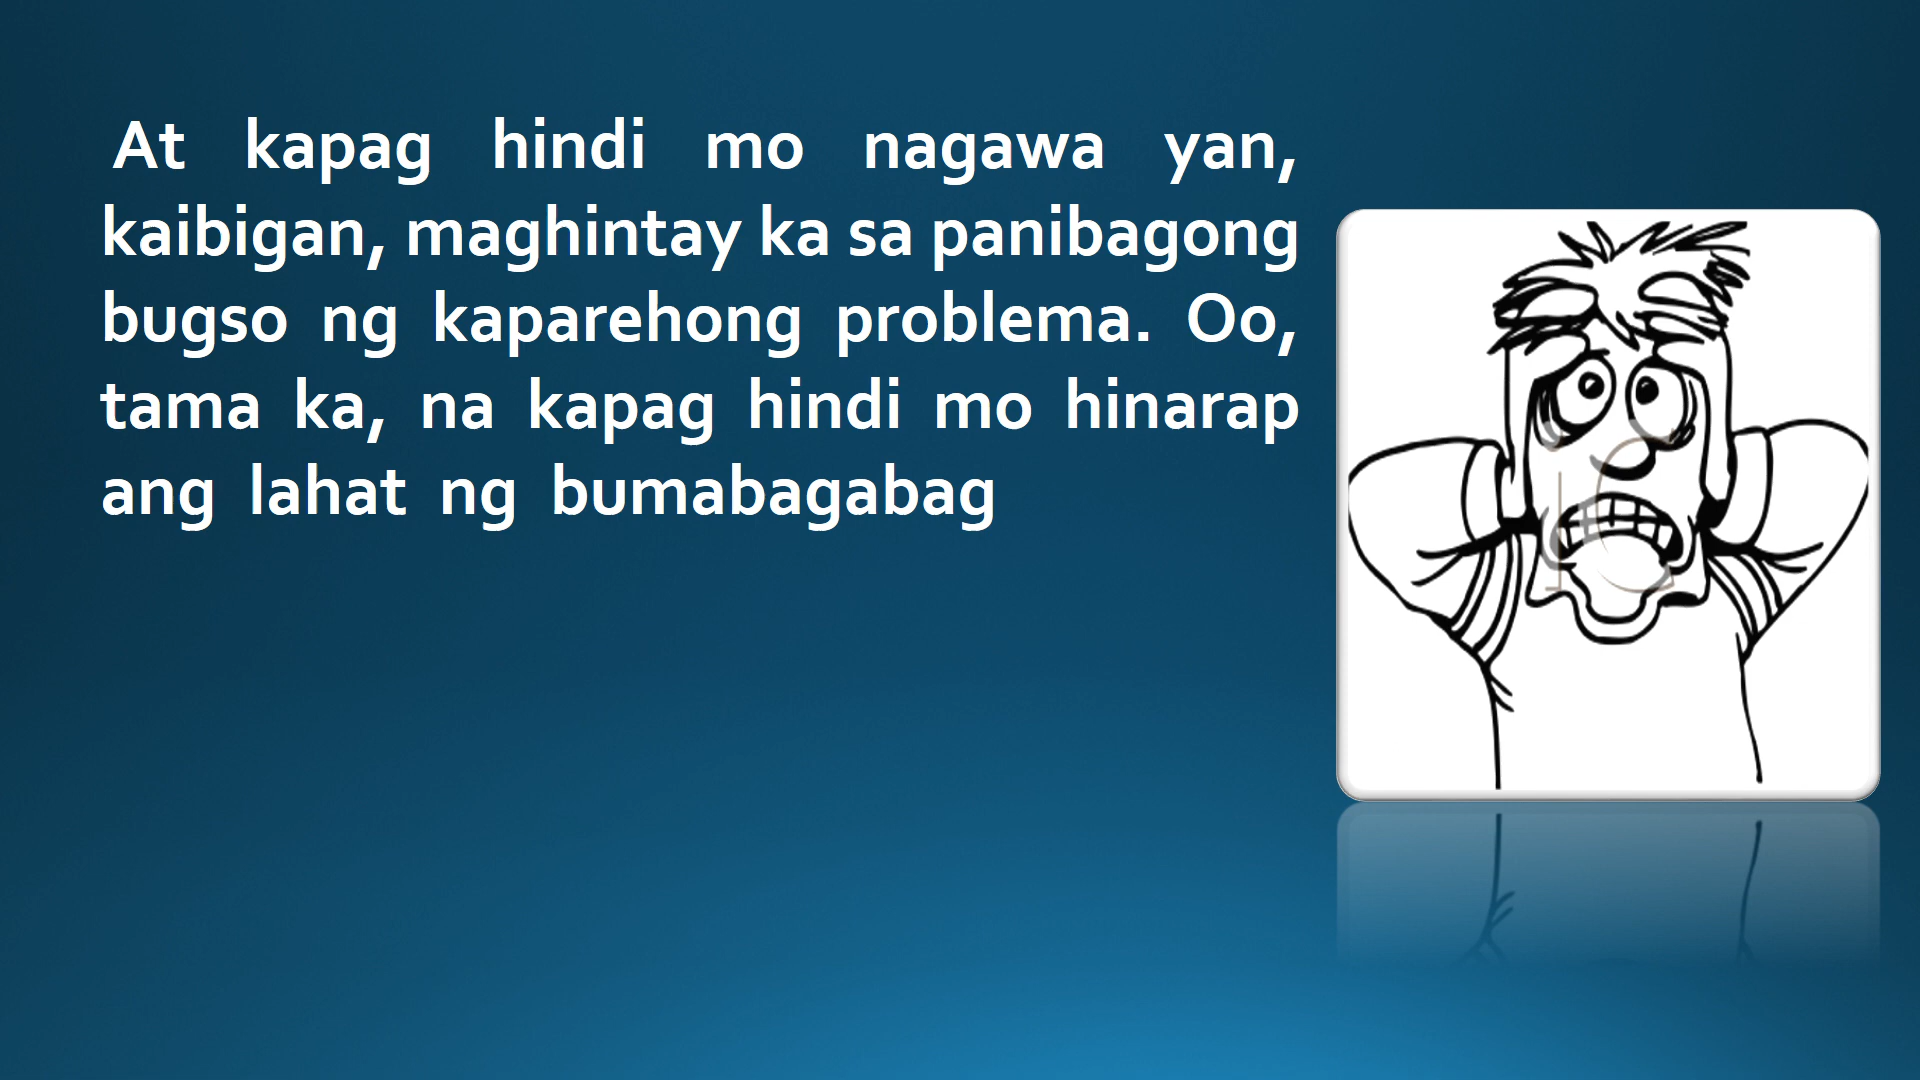 At kapag hindi mo nagawa yan,
kaibigan, maghintay ka sa panibagong
bugso ng kaparehong problema. Oo,
tama ka, na kapag hindi mo hinarap
ang lahat ng bumabagabag